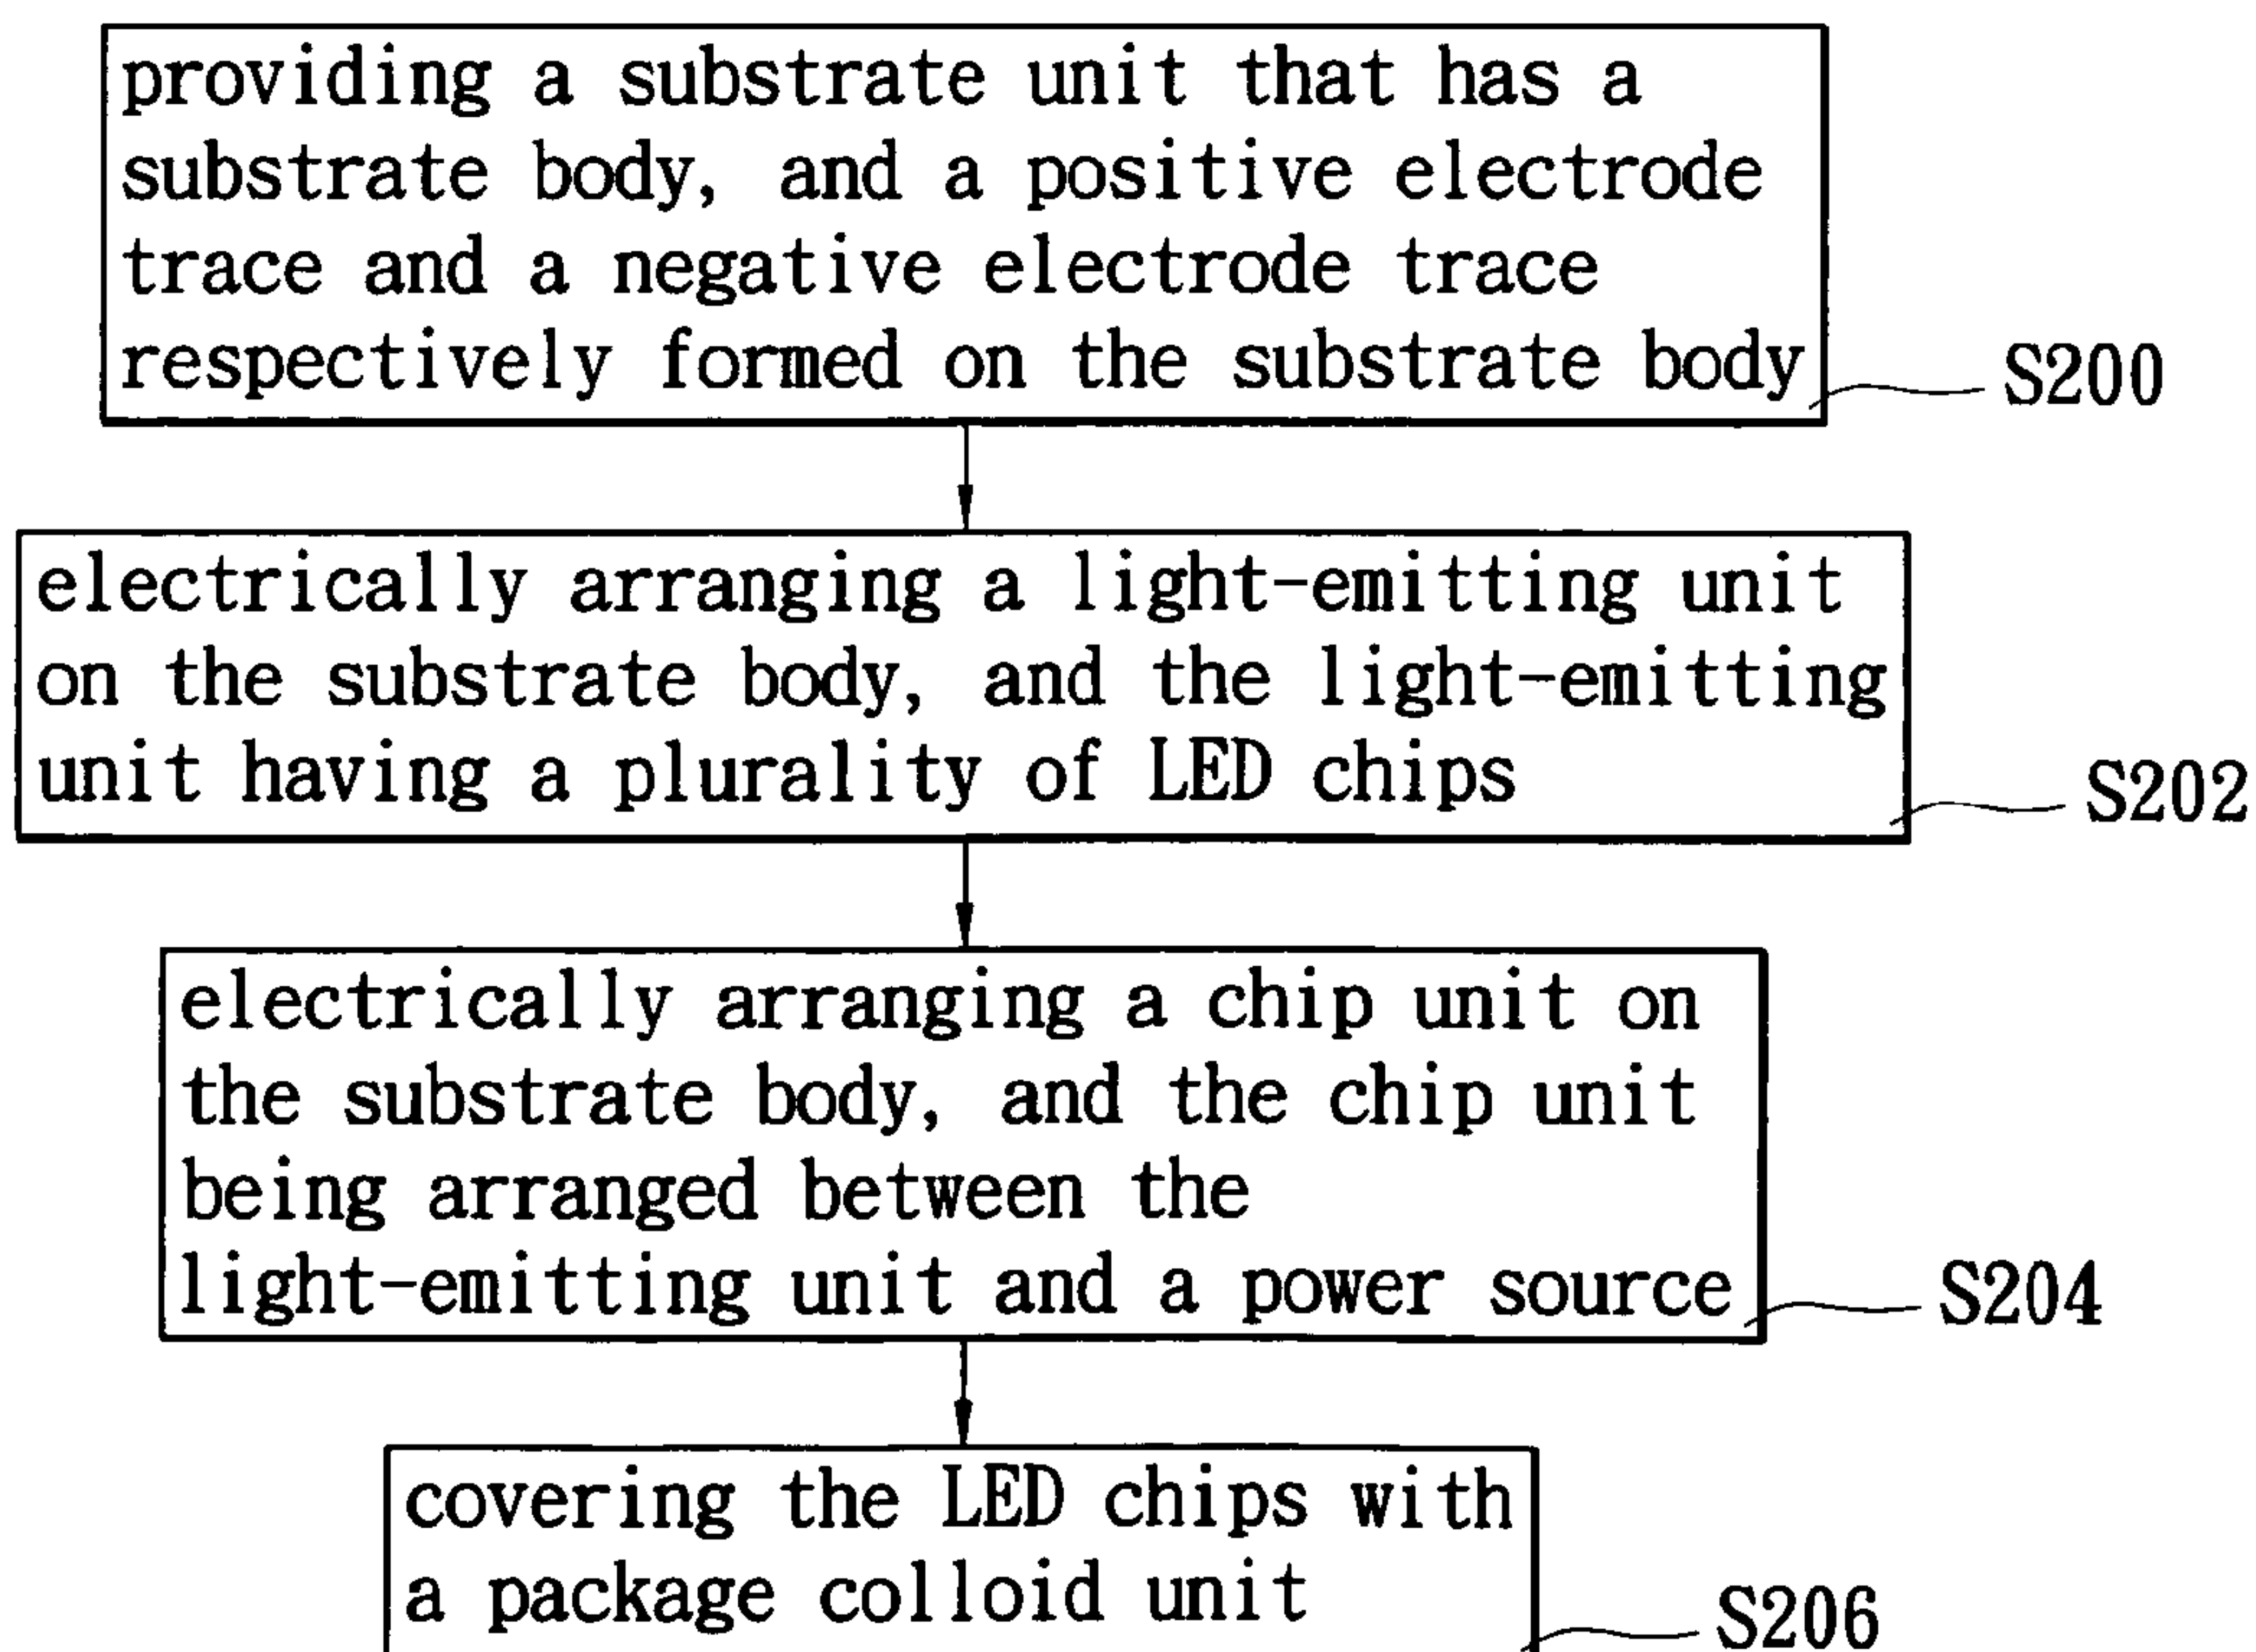 providing a substrate unit that has a
substrate body, and a positive electrode
trace and a negative electrode trace
respectively formed on the substrate body
S200
electrically arranging a light-emitting unit
on the substrate body, and the light-emitting
unit having a plurality of LED chips
S202
electrically arranging a chip unit on
the substrate body, and the chip unit
being arranged between the
light-emitting unit and a power source
S204
covering the LED chips with
a package colloid unit
S206